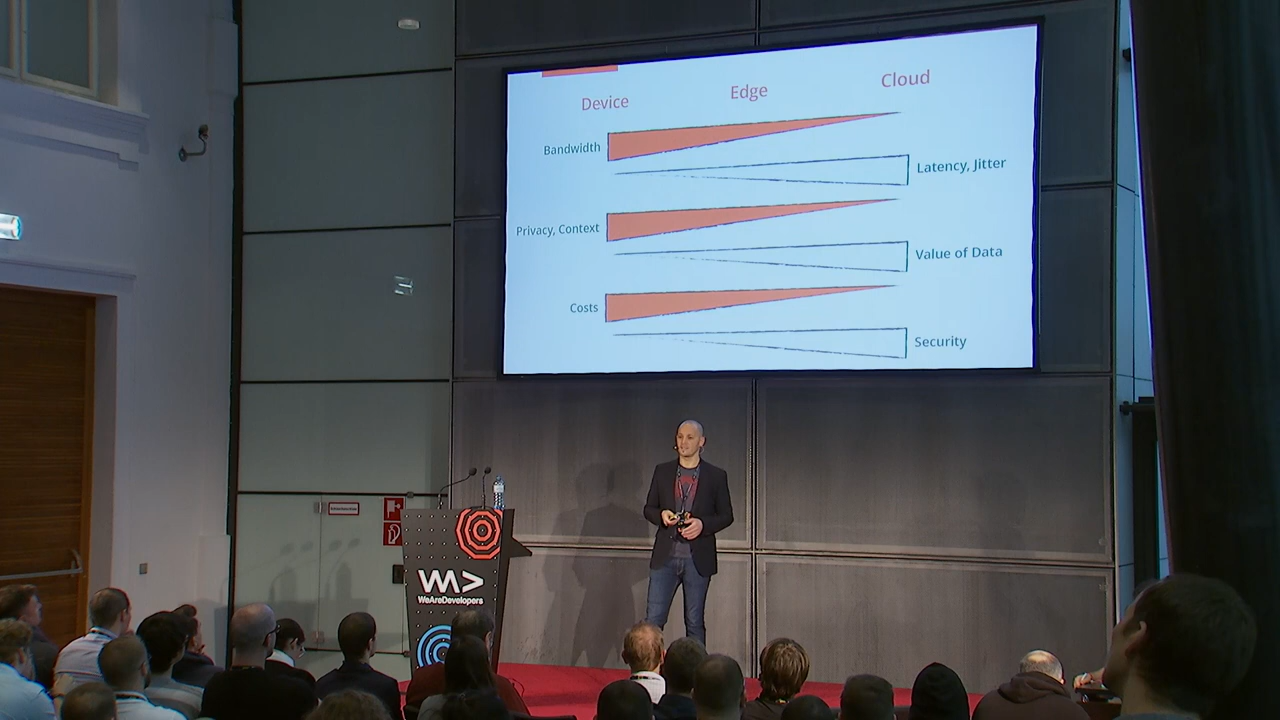 Device
Edge
Cloud
Bandwidth
Latency, Jitter
Privacy, Context
Value of Data
Costs
Security
WeAreDevelopers